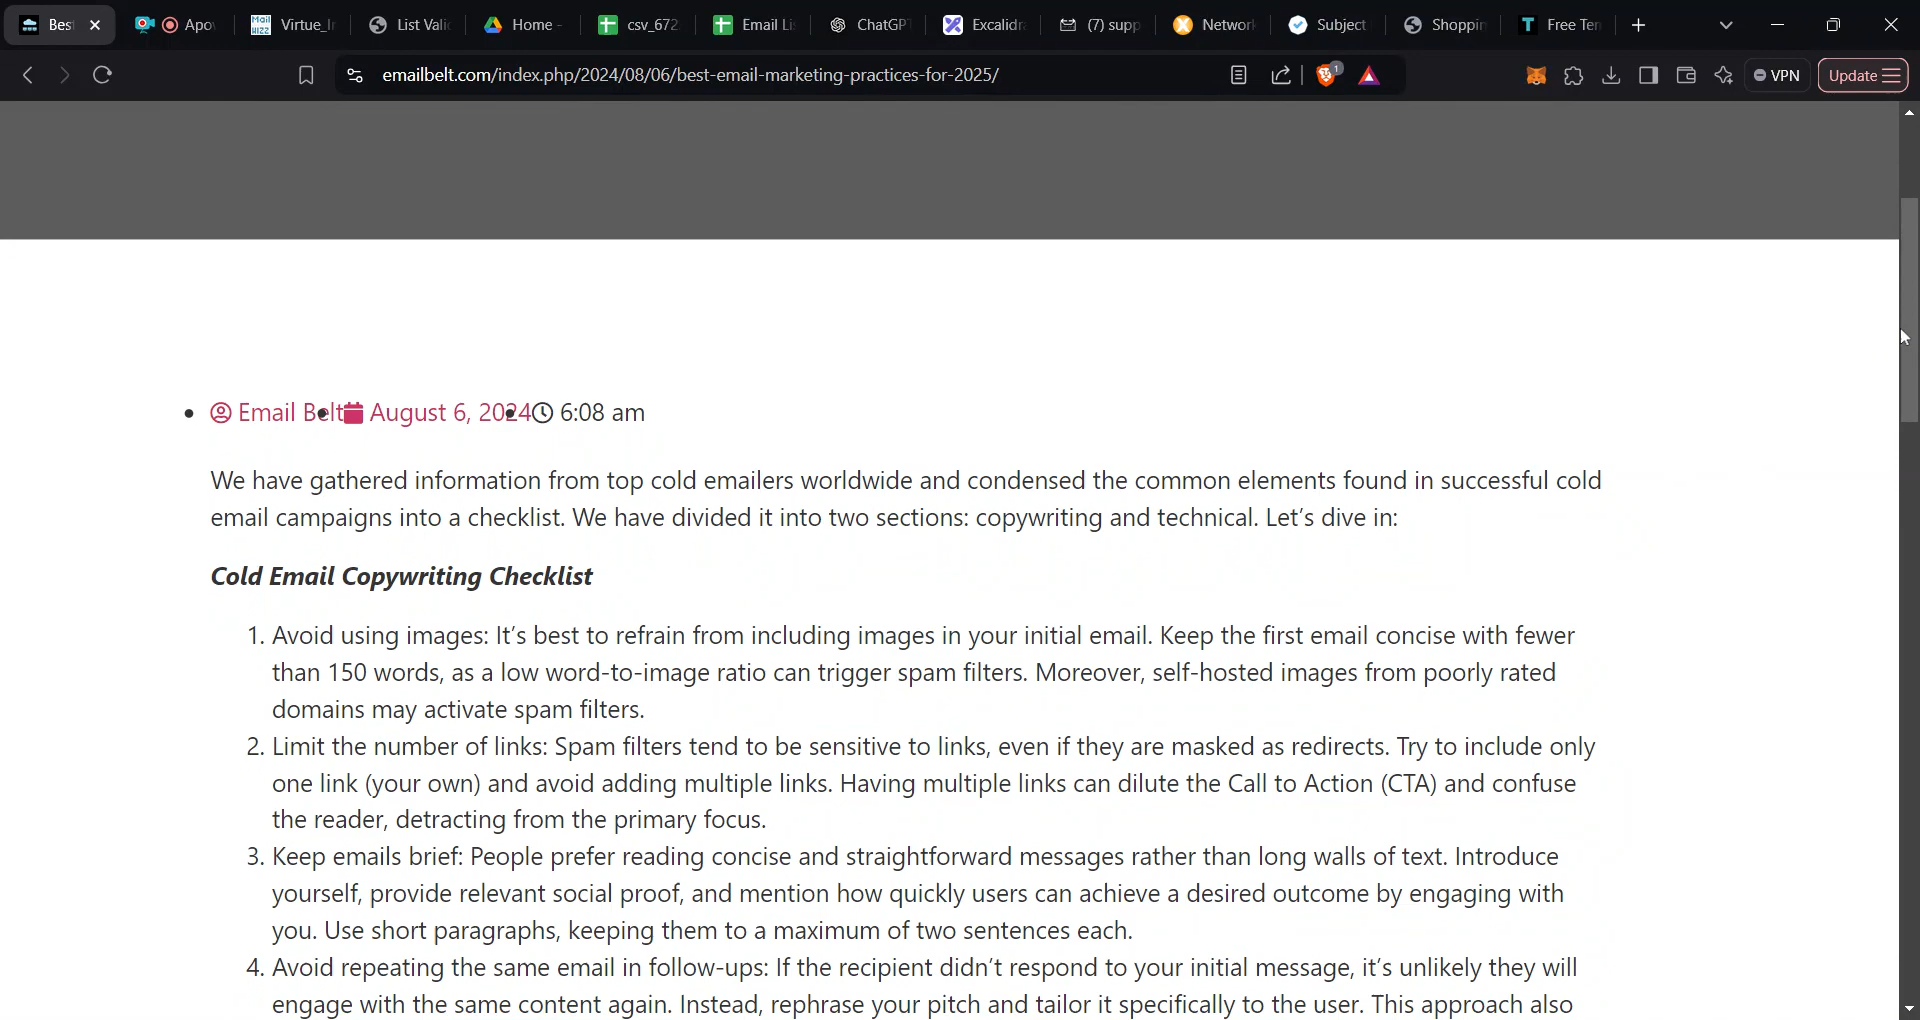 Bes
Apo
Virtue_I
List Vali
Home -
csv_672
Email Li
ChatGP
Excalidr
(7) supp
Networ
Subject
Shoppin
Free Ten
emailbelt.com/index.php/2024/08/06/best-email-marketing-practices-for-2025/
1
VPN
Update
Email Belt August 6, 2024 6:08 am
We have gathered information from top cold emailers worldwide and condensed the common elements found in successful cold
email campaigns into a checklist. We have divided it into two sections: copywriting and technical. Let’s dive in:
Cold Email Copywriting Checklist
1. Avoid using images: It’s best to refrain from including images in your initial email. Keep the first email concise with fewer
than 150 words, as a low word-to-image ratio can trigger spam filters. Moreover, self-hosted images from poorly rated
domains may activate spam filters.
2. Limit the number of links: Spam filters tend to be sensitive to links, even if they are masked as redirects. Try to include only
one link (your own) and avoid adding multiple links. Having multiple links can dilute the Call to Action (CTA) and confuse
the reader, detracting from the primary focus.
3. Keep emails brief: People prefer reading concise and straightforward messages rather than long walls of text. Introduce
yourself, provide relevant social proof, and mention how quickly users can achieve a desired outcome by engaging with
you. Use short paragraphs, keeping them to a maximum of two sentences each.
4. Avoid repeating the same email in follow-ups: If the recipient didn’t respond to your initial message, it’s unlikely they will
engage with the same content again. Instead, rephrase your pitch and tailor it specifically to the user. This approach also